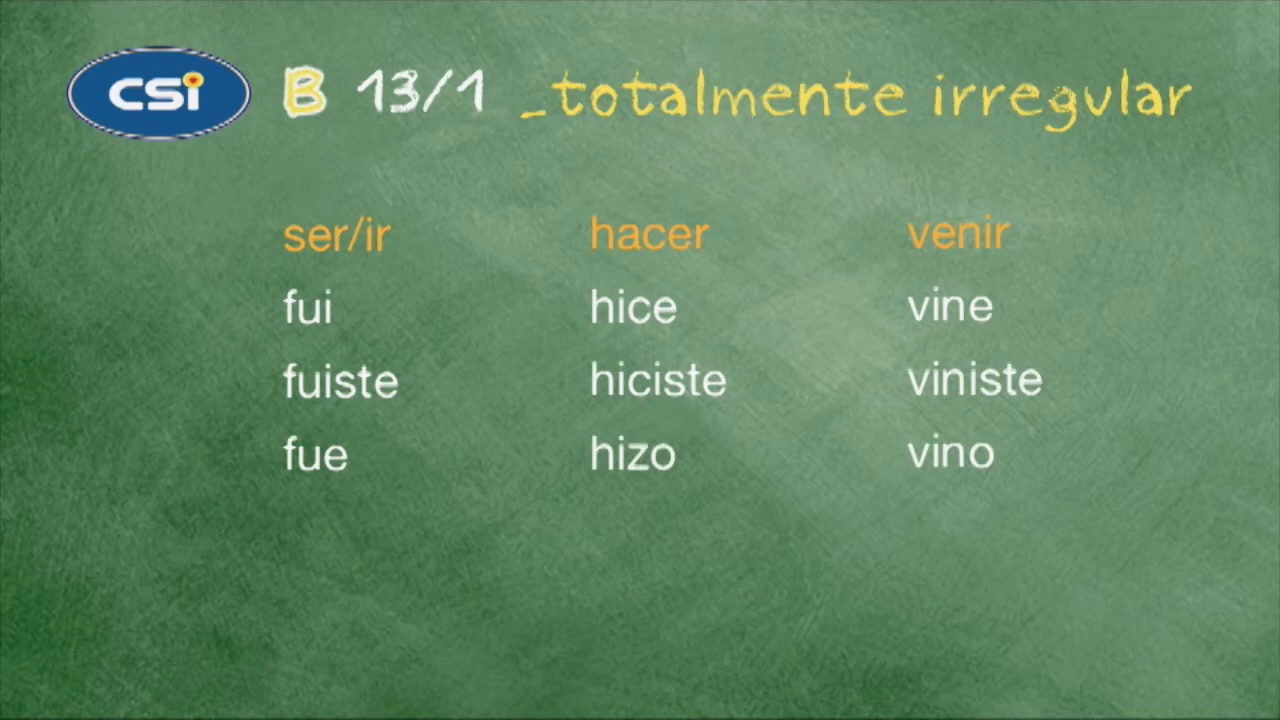 CSi B 13/1 _totalmente irregular
ser/ir hacer venir
fui hice vine
fuiste hiciste viniste
fue hizo vino